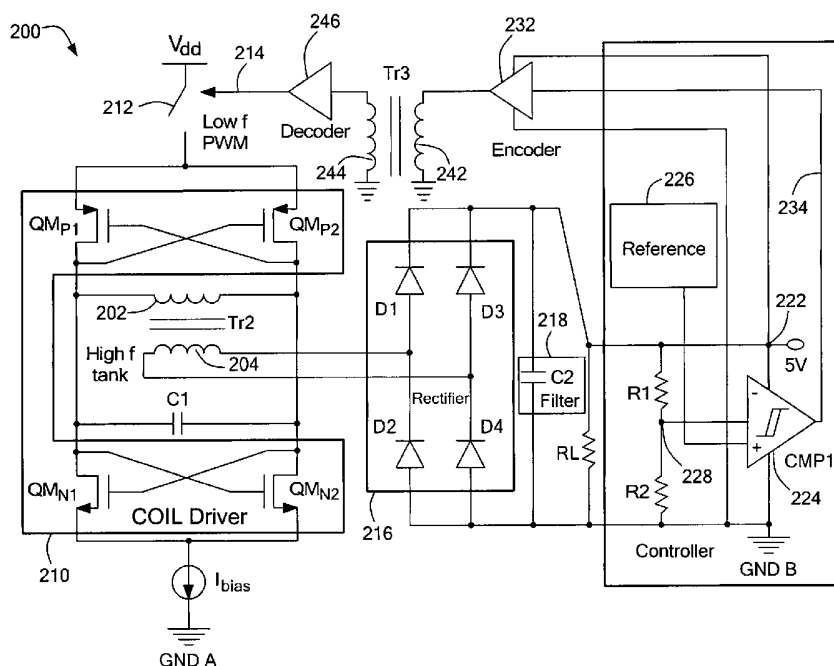 200
Vdd
212
214
246
Tr3
232
Decoder
Low f
PWM
244
242
Encoder
226
234
QMP1
QMP2
Reference
202
Tr2
D1
D3
222
218
High f
tank
204
5V
C2
Rectifier
Filter
R1
C1
D2
D4
RL
228
CMP1
QMN1
QMN2
R2
224
COIL Driver
216
210
Controller
Ibias
GND B
GND A
-
+